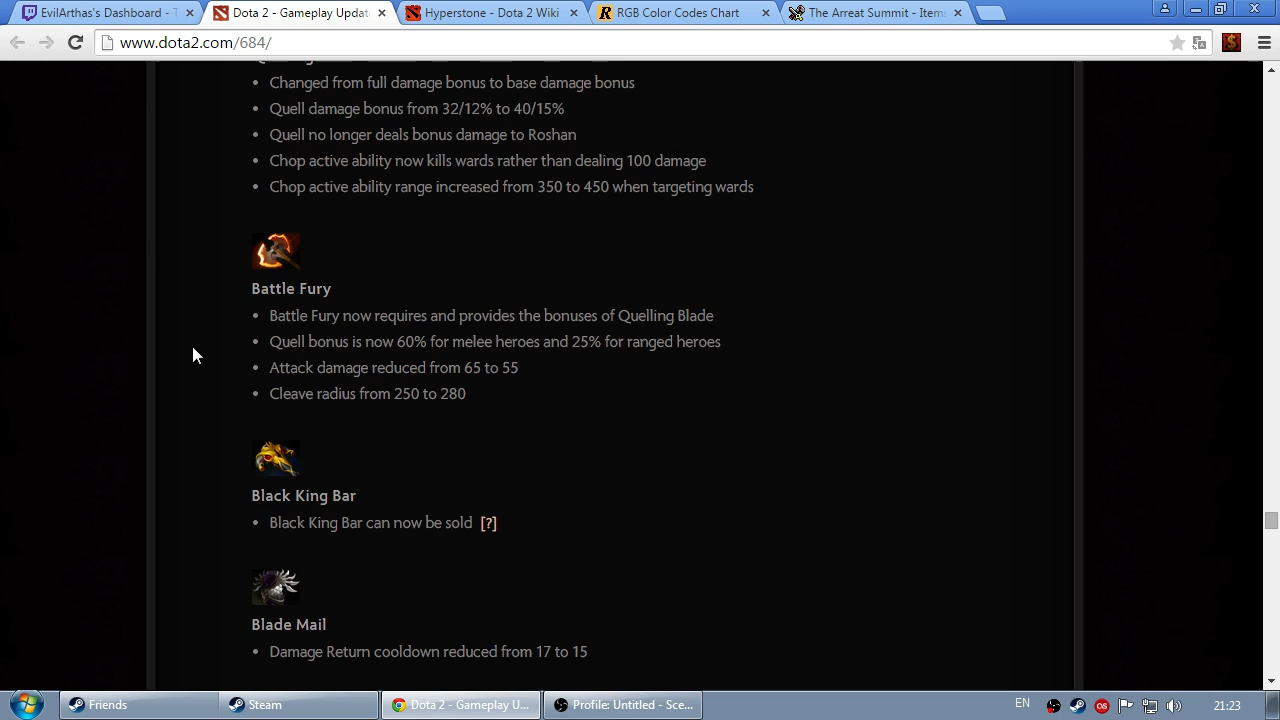 EvilArthas's Dashboard - T
Dota 2 - Gameplay Updat
Hyperstone - Dota 2 Wiki
RGB Color Codes Chart
The Arreat Summit - Items
www.dota2.com/684/
Changed from full damage bonus to base damage bonus
Quell damage bonus from 32/12% to 40/15%
Quell no longer deals bonus damage to Roshan
Chop active ability now kills wards rather than dealing 100 damage
Chop active ability range increased from 350 to 450 when targeting wards
Battle Fury
Battle Fury now requires and provides the bonuses of Quelling Blade
Quell bonus is now 60% for melee heroes and 25% for ranged heroes
Attack damage reduced from 65 to 55
Cleave radius from 250 to 280
Black King Bar
Black King Bar can now be sold [?]
Blade Mail
Damage Return cooldown reduced from 17 to 15
Friends
Steam
Dota 2 - Gameplay U...
Profile: Untitled - Sce...
EN
21:23